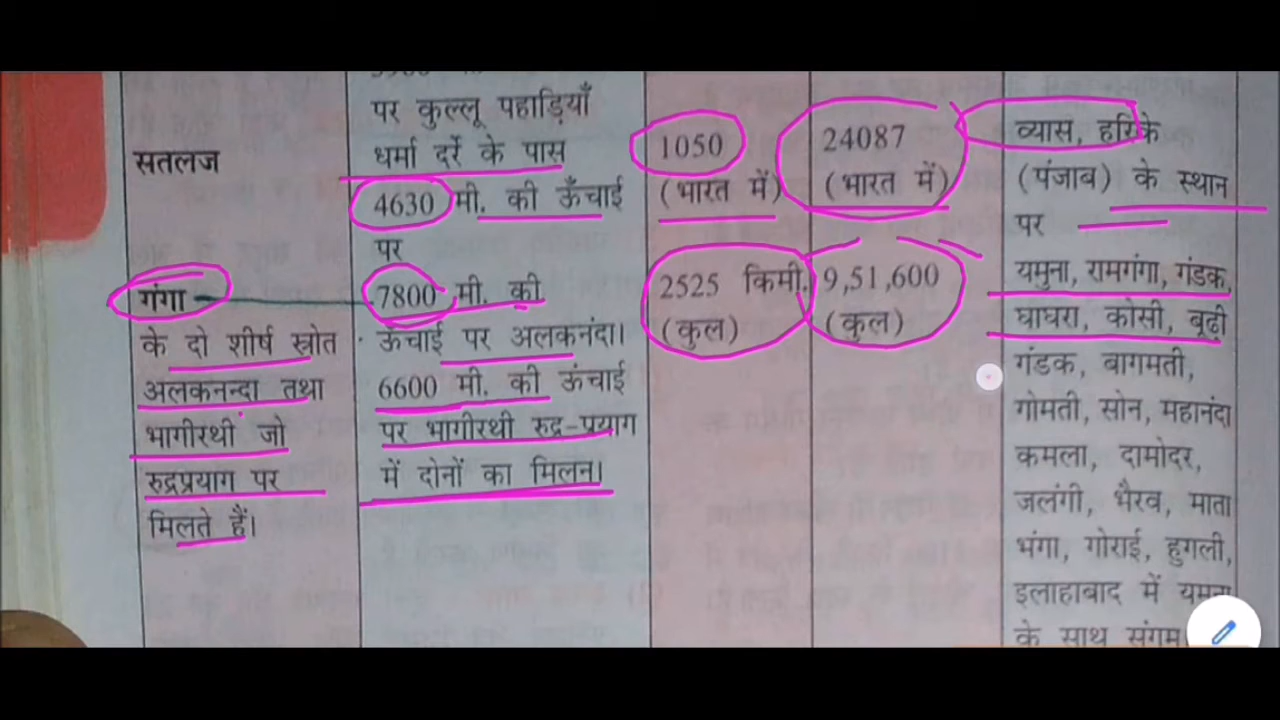 पर कुल्लू पहाड़ियाँ
धर्मा दर्रे के पास
4630 मी. की ऊँचाई
पर
सतलज
1050
(भारत में)
24087
(भारत में)
व्यास, हरिके
(पंजाब) के स्थान
पर
गंगा
के दो शीर्ष स्रोत
अलकनन्दा तथा
भागीरथी जो
रुद्रप्रयाग पर
मिलते हैं।
7800 मी. की
ऊँचाई पर अलकनंदा।
6600 मी. की ऊंचाई
पर भागीरथी रुद्र-प्रयाग
में दोनों का मिलन।
2525 किमी.
(कुल)
9,51,600
(कुल)
यमुना, रामगंगा, गंडक,
घाघरा, कोसी, बूढ़ी
गंडक, बागमती,
गोमती, सोन, महानंदा
कमला, दामोदर,
जलंगी, भैरव, माता
भंगा, गोराई, हुगली,
इलाहाबाद में यमुना
के साथ संगम